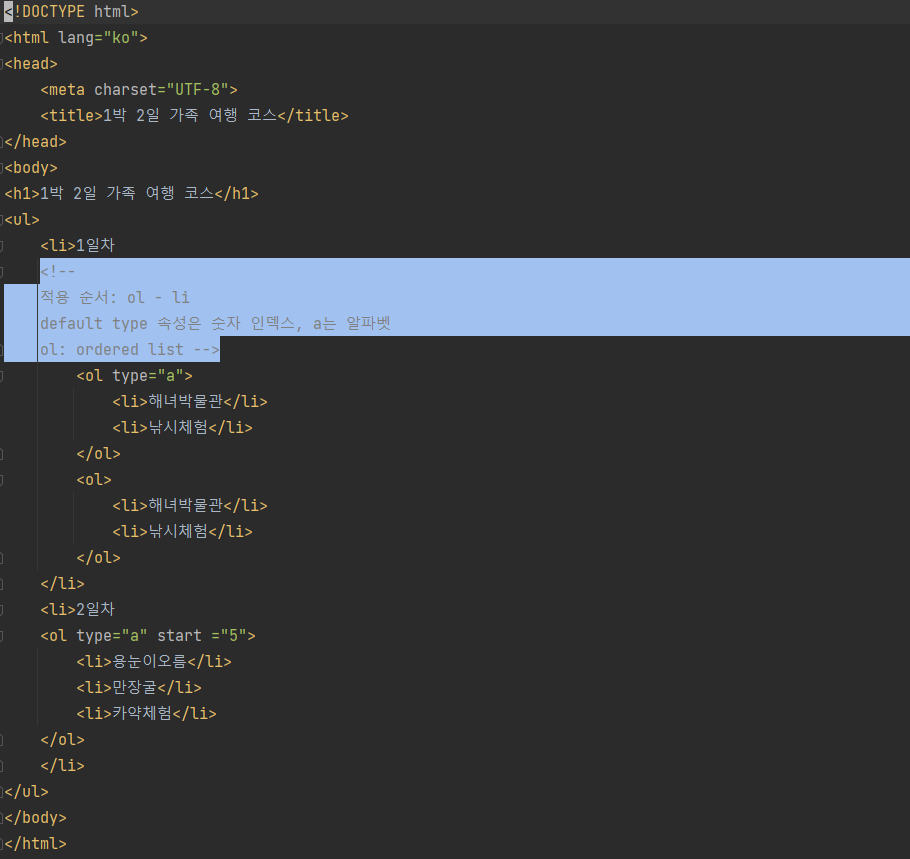 <!DOCTYPE html>
<html lang="ko">
<head>
    <meta charset="UTF-8">
    <title>1박 2일 가족 여행 코스</title>
</head>
<body>
<h1>1박 2일 가족 여행 코스</h1>
<ul>
    <li>1일차
    <!--
    적용 순서: ol - li
    default type 속성은 숫자 인덱스, a는 알파벳
    ol: ordered list -->
        <ol type="a">
            <li>해녀박물관</li>
            <li>낚시체험</li>
        </ol>
        <ol>
            <li>해녀박물관</li>
            <li>낚시체험</li>
        </ol>
    </li>
    <li>2일차
    <ol type="a" start ="5">
        <li>용눈이오름</li>
        <li>만장굴</li>
        <li>카약체험</li>
    </ol>
    </li>
</ul>
</body>
</html>